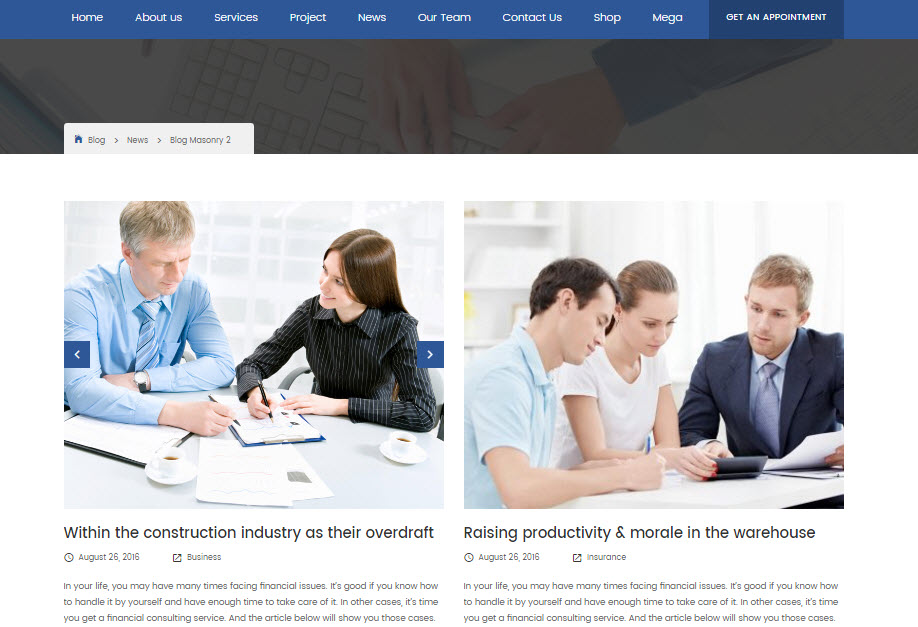 Home About us Services Project News Our Team Contact Us Shop Mega GET AN APPOINTMENT
Blog > News > Blog Masonry 2
Within the construction industry as their overdraft
August 26, 2016 Business
In your life, you may have many times facing financial issues. It's good if you know how
to handle it by yourself and have enough time to take care of it. In other cases, it's time
you get a financial consulting service. And the article below will show you those cases.
Raising productivity & morale in the warehouse
August 26, 2016 Insurance
In your life, you may have many times facing financial issues. It's good if you know how
to handle it by yourself and have enough time to take care of it. In other cases, it's time
you get a financial consulting service. And the article below will show you those cases.